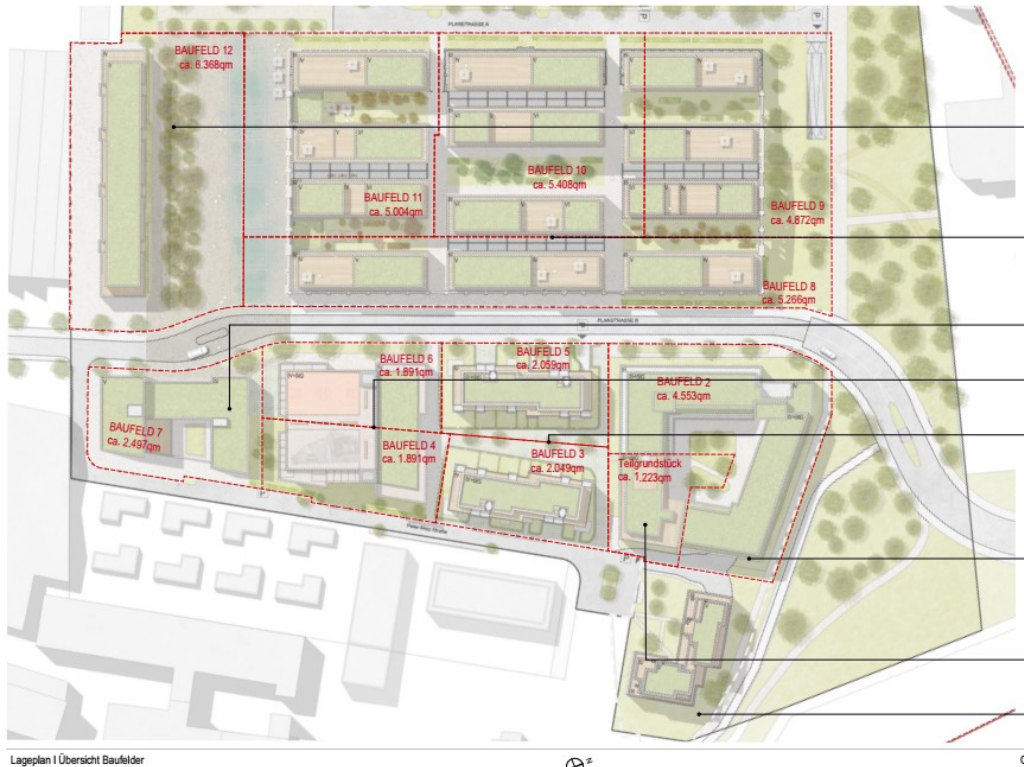 PLANSTRASSE A
BAUFELD 12
ca. 6.368qm
BAUFELD 10
ca. 5.408qm
BAUFELD 11
ca. 5.004qm
BAUFELD 9
ca. 4.872qm
BAUFELD 8
ca. 5.266qm
PLANSTRASSE B
BAUFELD 6
ca. 1.891qm
BAUFELD 5
ca. 2.059qm
BAUFELD 2
ca. 4.553qm
BAUFELD 7
ca. 2.497qm
BAUFELD 4
ca. 1.891qm
BAUFELD 3
ca. 2.049qm
Teilgrundstück
ca. 1.223qm
Lageplan I Übersicht Baufelder